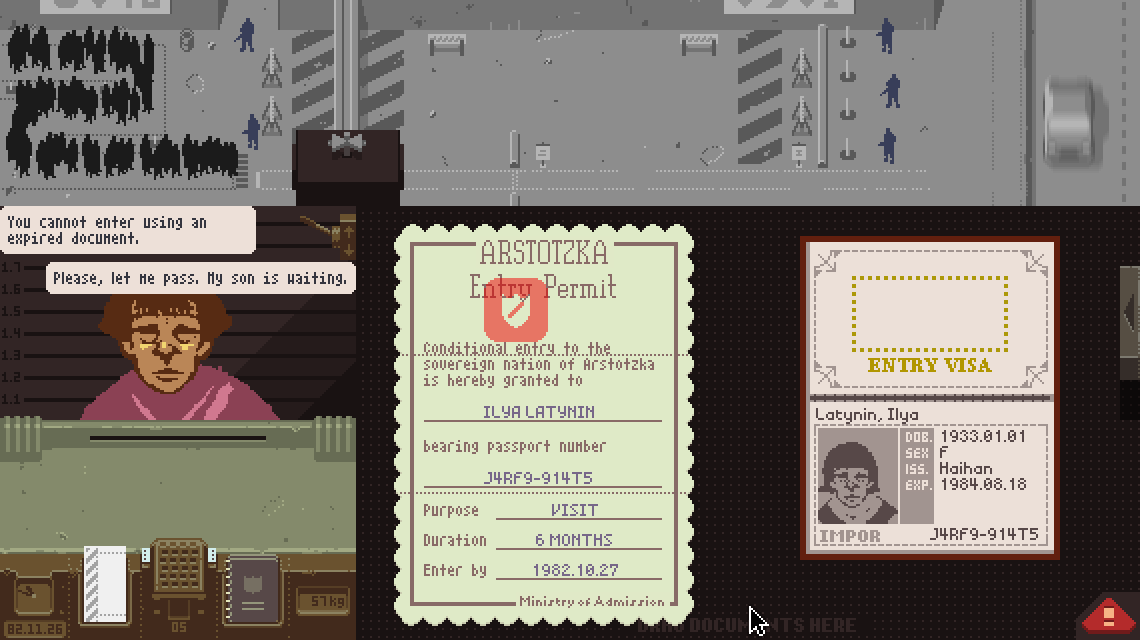 You cannot enter using an
expired document.
Please, let me pass. My son is waiting.
1.7
1.6
1.5
1.4
1.3
1.2
1.1
82.11.26
05
57kg
ARSTOTZKA
Entry Permit
Conditional entry to the
sovereign nation of Arstotzka
is hereby granted to
ILYA LATYNIN
bearing passport number
J4RF9-914T5
Purpose VISIT
Duration 6 MONTHS
Enter by 1982.10.27
Ministry of Admission
ENTRY VISA
Latynin, Ilya
DOB. 1933.01.01
SEX F
ISS. Haihan
EXP. 1984.08.18
IMPOR J4RF9-914T5
DOCUMENTS HERE